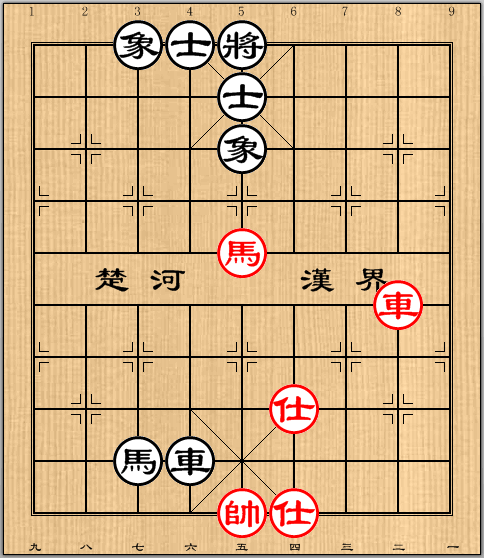 1 2 3 4 5 6 7 8 9
象 士 將
士
象
馬
楚 河 漢 界
車
仕
馬 車
帥 仕
九 八 七 六 五 四 三 二 一